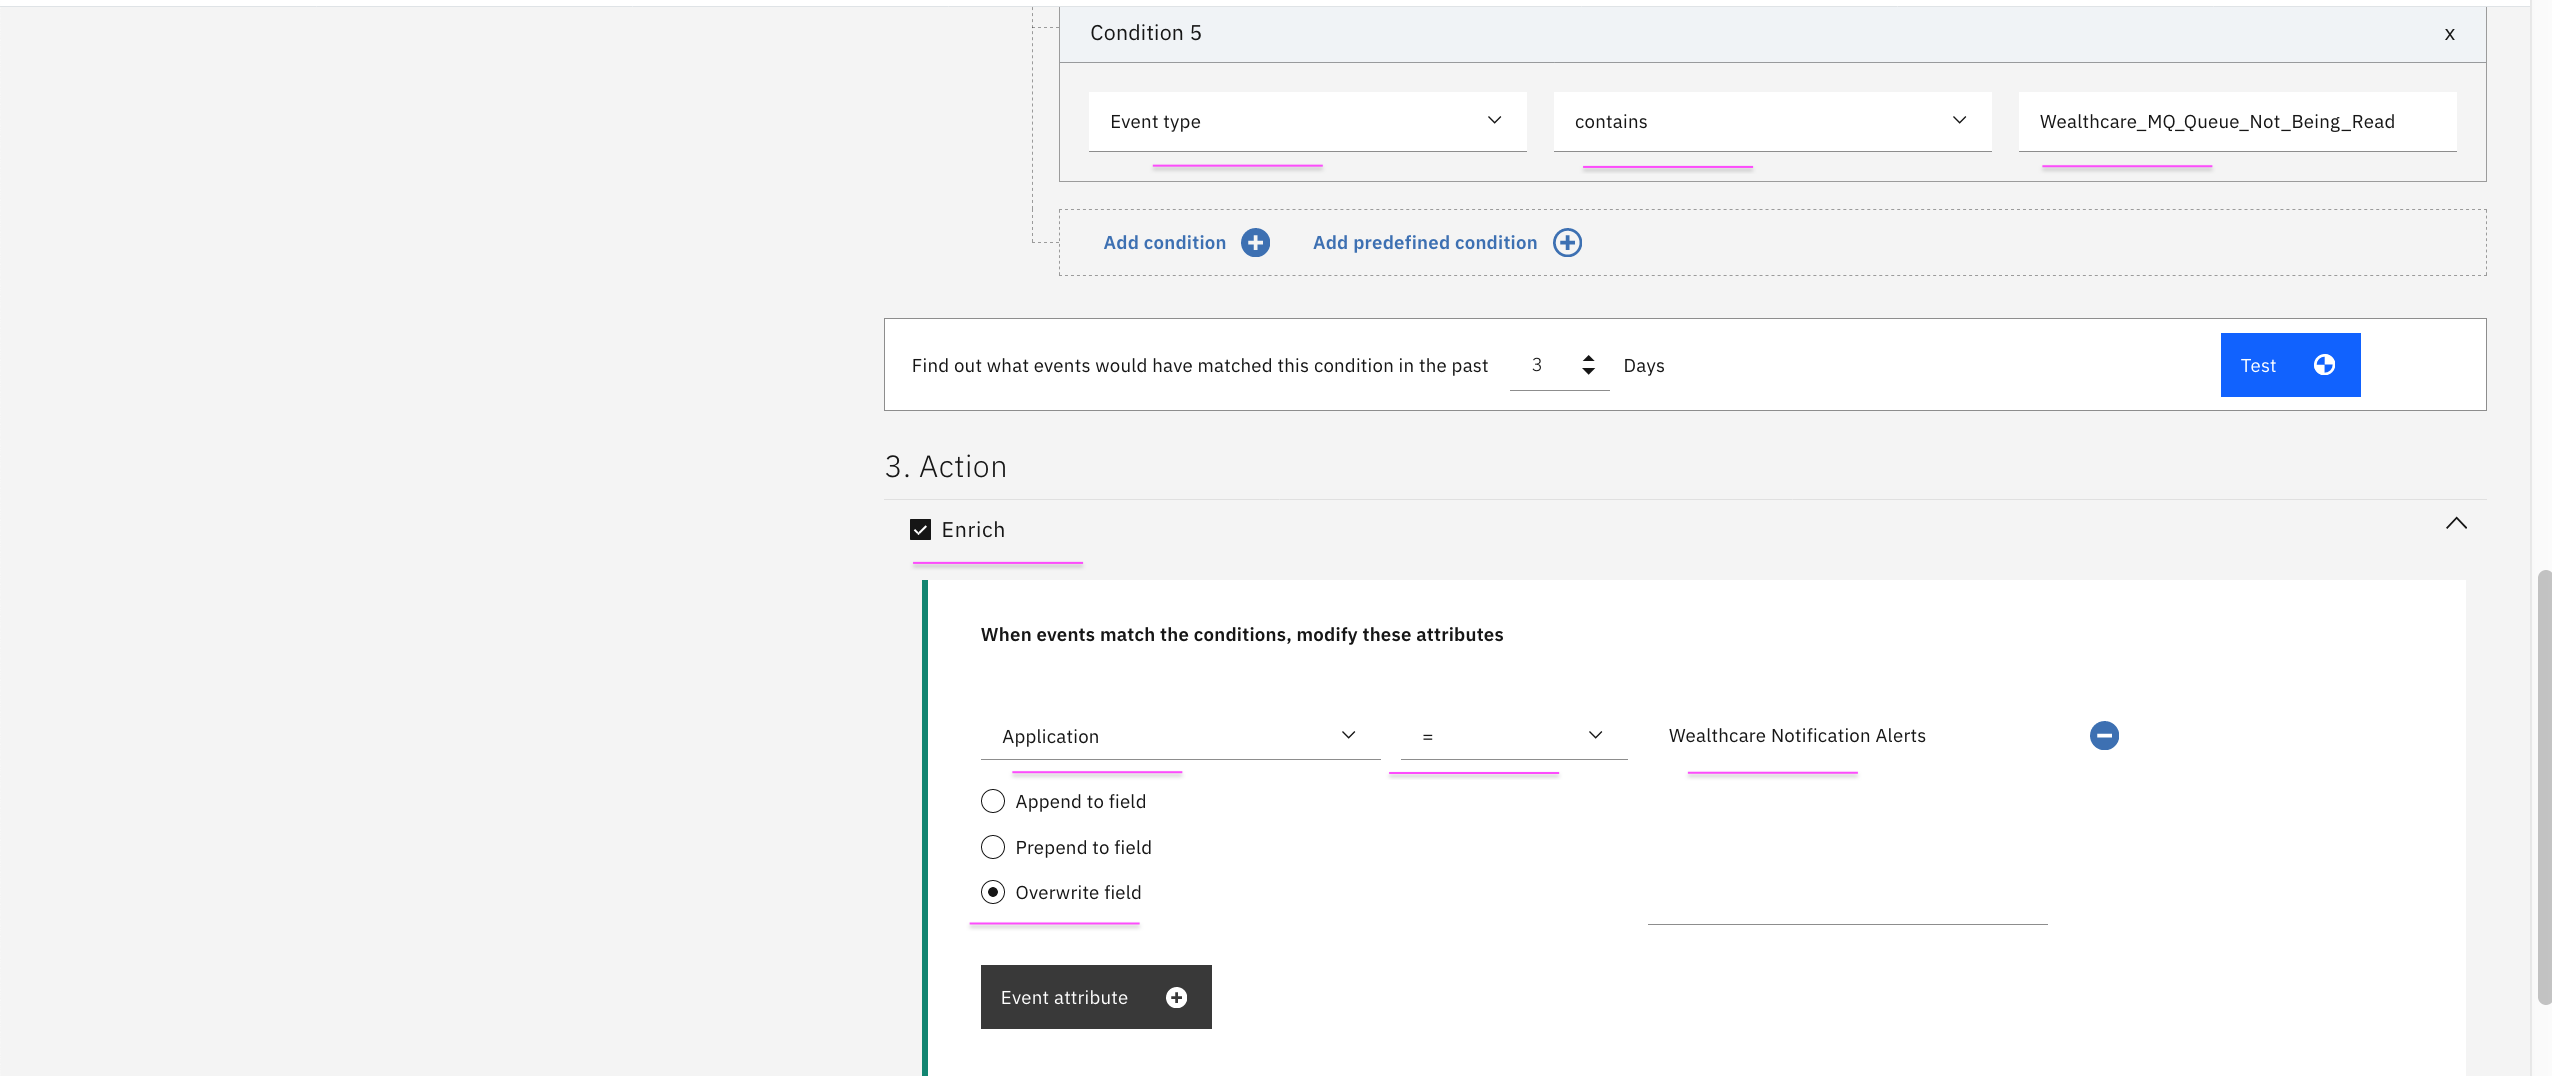 Condition 5 x
Event type contains Wealthcare_MQ_Queue_Not_Being_Read
Add condition Add predefined condition
Find out what events would have matched this condition in the past 3 Days Test
3. Action
Enrich
When events match the conditions, modify these attributes
Application = Wealthcare Notification Alerts
Append to field
Prepend to field
Overwrite field
Event attribute